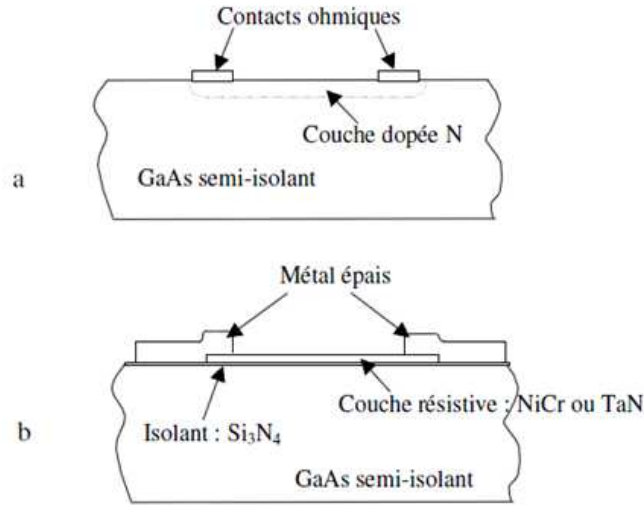 Contacts ohmiques
Couche dopée N
GaAs semi-isolant
a
Métal épais
Couche résistive : NiCr ou TaN
Isolant : Si₃N₄
b
GaAs semi-isolant